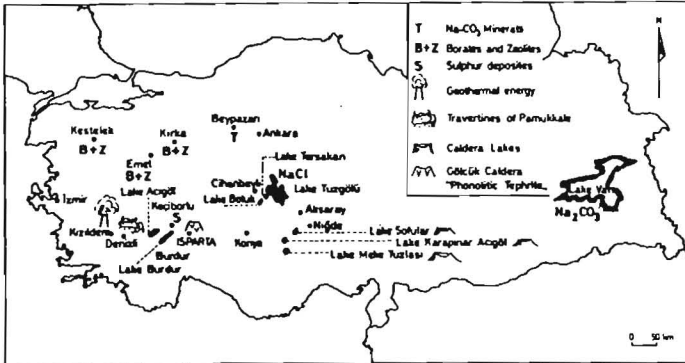 T Na-CO₃ Minerals
B+Z Borates and Zeolites
S Sulphur deposites
Geothermal energy
Travertines of Pamukkale
Caldera Lakes
Gölcük Caldera
"Phonolitic Tephrite"
N
Kestelek
B+Z
Kırka
B+Z
Emet
B+Z
Beypazarı
T
Ankara
Lake Tersakan
NaCl
Cihanbeyli
Lake Tuzgölü
Lake Boluk
Aksaray
Niğde
Lake Sofular
Lake Karapınar Acıgöl
Lake Meke Tuzlası
Konya
İzmir
Lake Acıgöl
Keçiborlu
S
Kızıldere
Denizli
ISPARTA
Burdur
Lake Burdur
Lake Van
Na₂CO₃
0 50 km